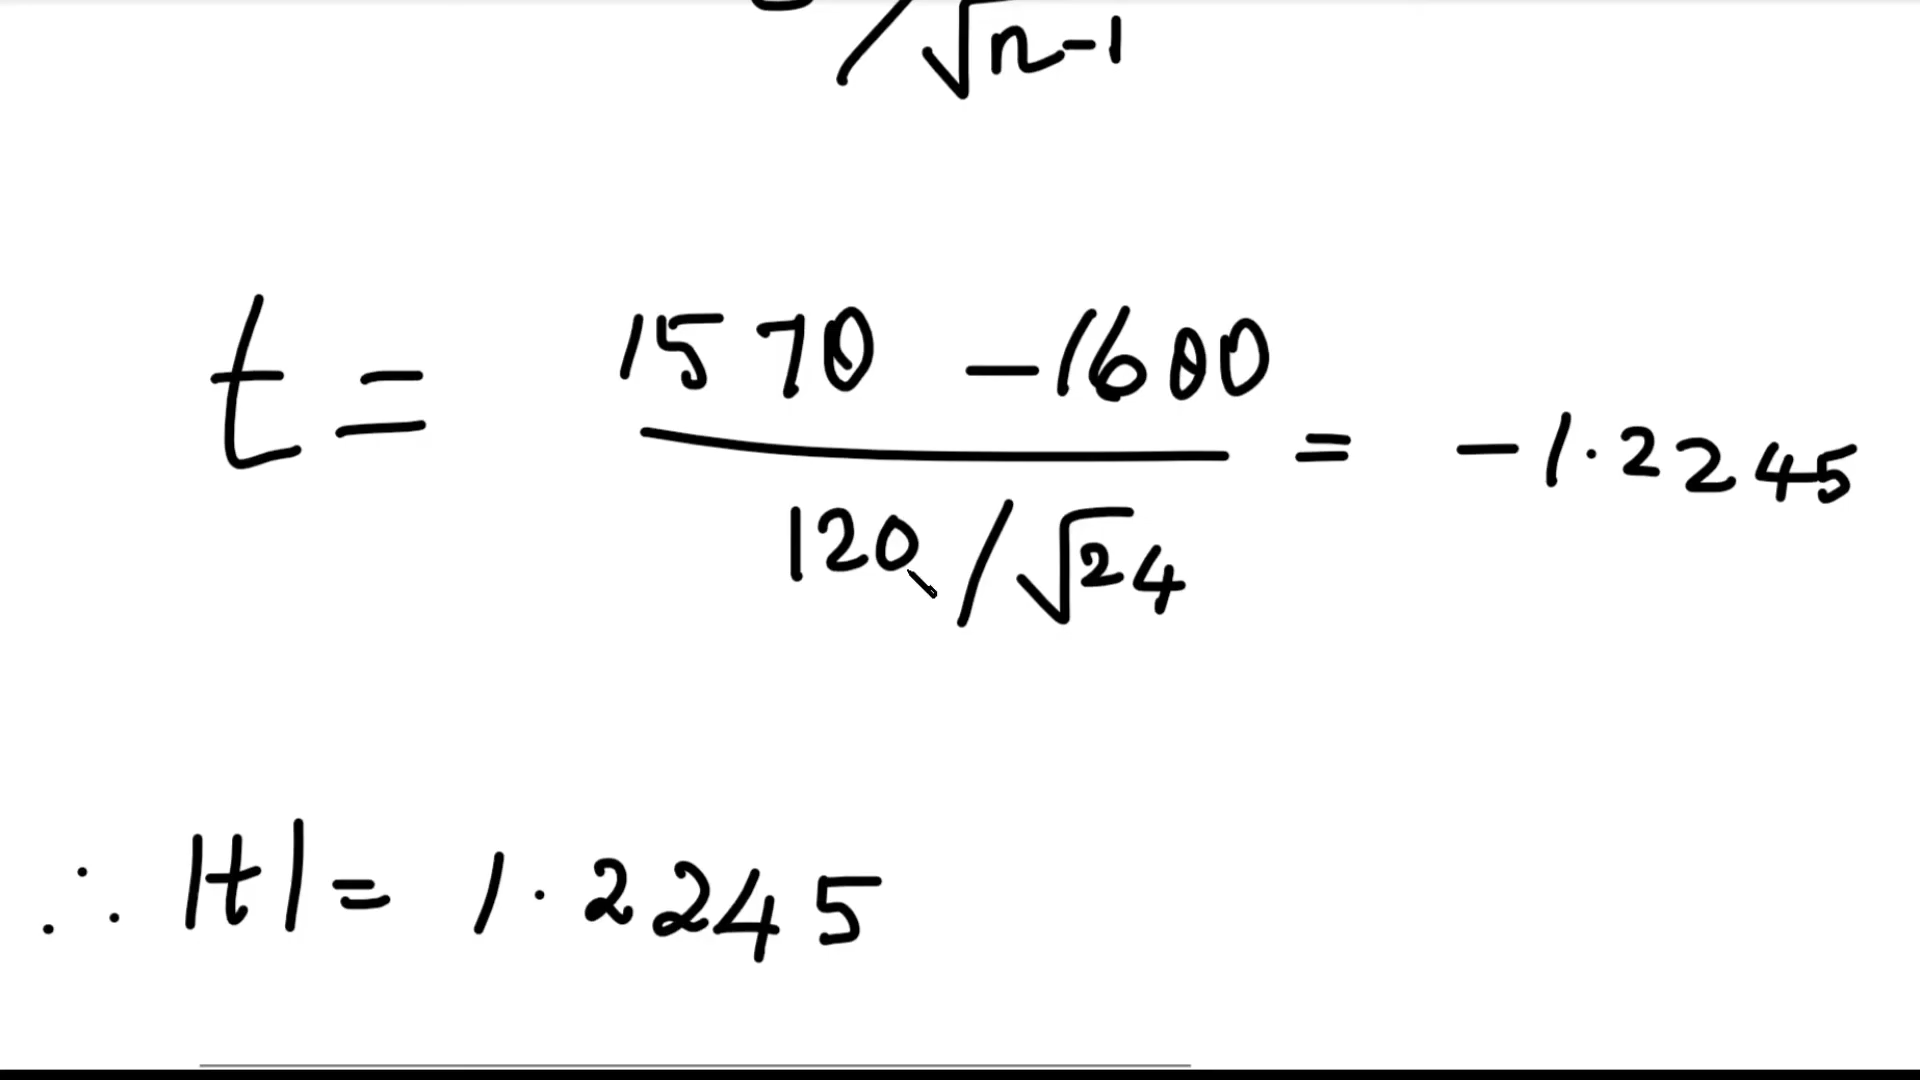 /√n-1
1570 -1600
t = = -1.2245
120/√24
∴ |t| = 1.2245